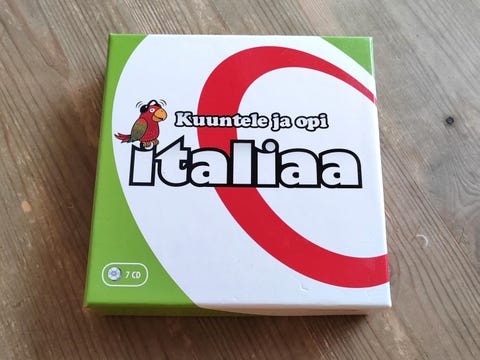 Kuuntele ja opi
italiaa
7 CD